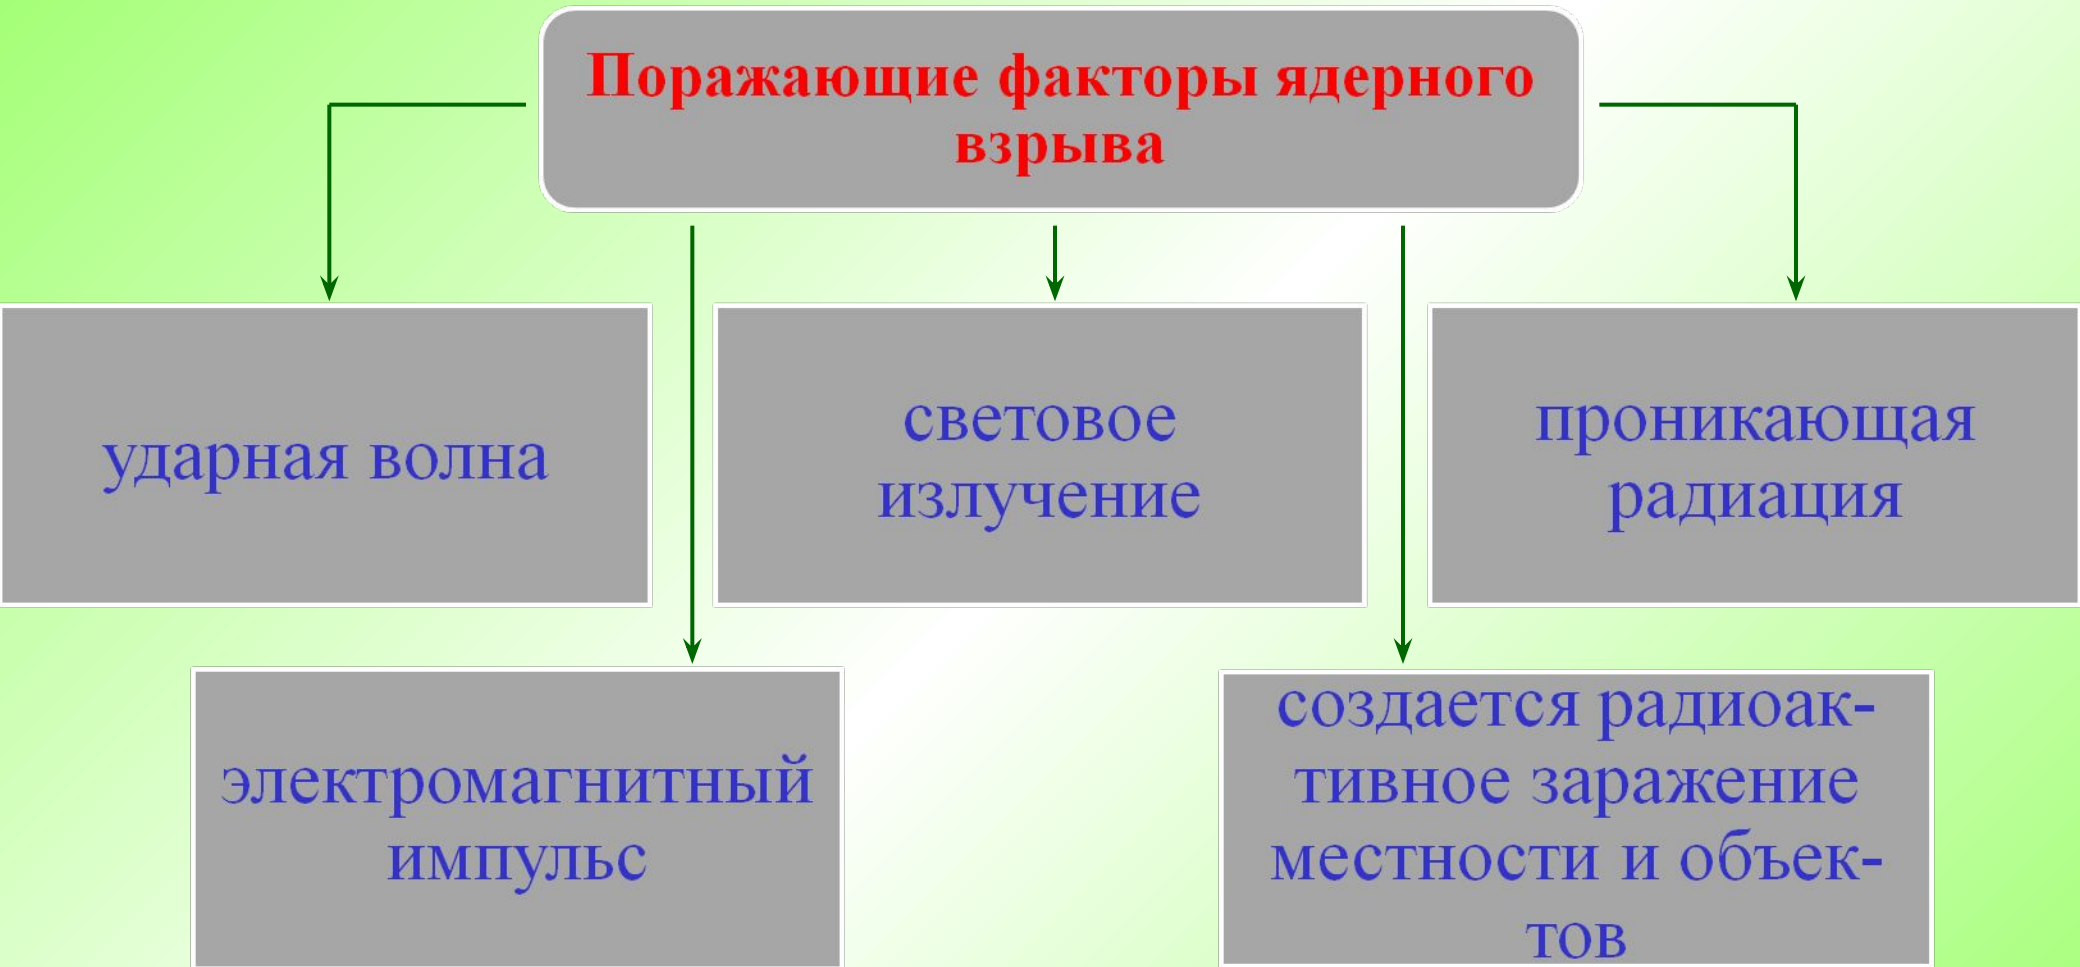 Поражающие факторы ядерного
взрыва
ударная волна
световое
излучение
проникающая
радиация
электромагнитный
импульс
создается радиоак-
тивное заражение
местности и объек-
тов